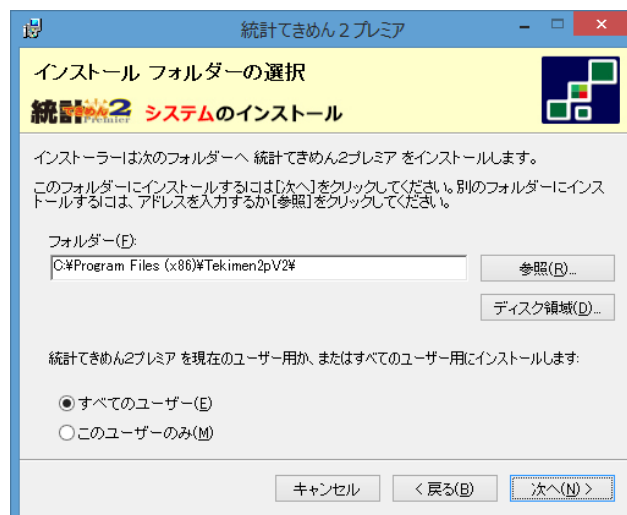 統計てきめん２プレミア
インストール フォルダーの選択
統計てきめん2 Premier システムのインストール
インストーラーは次のフォルダーへ 統計てきめん2プレミア をインストールします。
このフォルダーにインストールするには[次へ]をクリックしてください。別のフォルダーにインス
トールするには、アドレスを入力するか[参照]をクリックしてください。
フォルダー(F):
C:¥Program Files (x86)¥Tekimen2pV2¥
参照(R)...
ディスク領域(D)...
統計てきめん2プレミア を現在のユーザー用か、またはすべてのユーザー用にインストールします:
すべてのユーザー(E)
このユーザーのみ(M)
キャンセル
< 戻る(B)
次へ(N) >